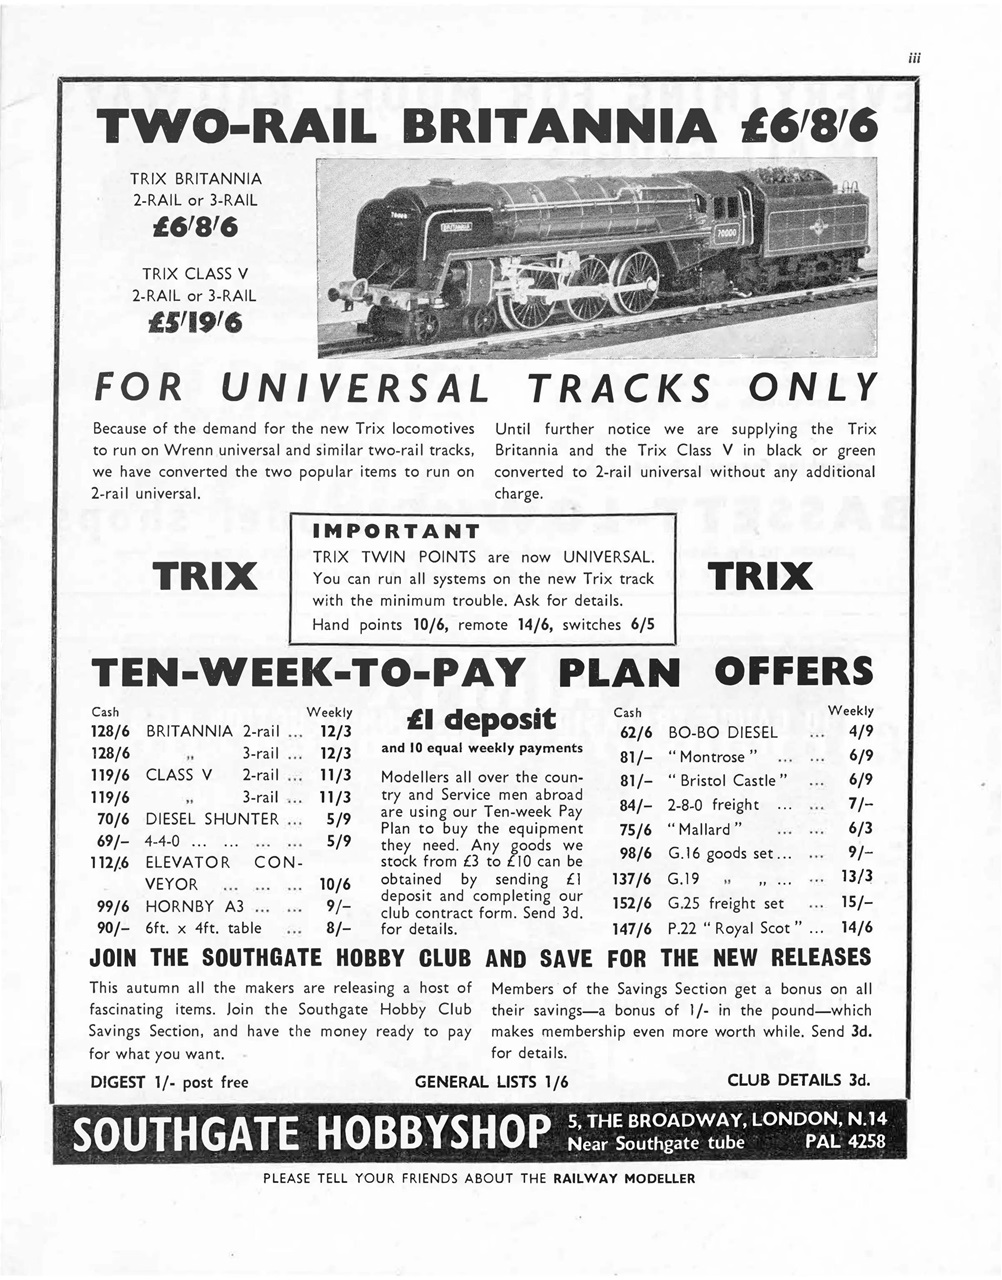 iii
TWO-RAIL BRITANNIA £6/8/6
TRIX BRITANNIA
2-RAIL or 3-RAIL
£6/8/6
TRIX CLASS V
2-RAIL or 3-RAIL
£5/19/6
70000
BRITANNIA
70000
FOR UNIVERSAL TRACKS ONLY
Because of the demand for the new Trix locomotives
to run on Wrenn universal and similar two-rail tracks,
we have converted the two popular items to run on
2-rail universal.
Until further notice we are supplying the Trix
Britannia and the Trix Class V in black or green
converted to 2-rail universal without any additional
charge.
TRIX
IMPORTANT
TRIX TWIN POINTS are now UNIVERSAL.
You can run all systems on the new Trix track
with the minimum trouble. Ask for details.
Hand points 10/6, remote 14/6, switches 6/5
TRIX
TEN-WEEK-TO-PAY PLAN OFFERS
Cash Weekly
128/6 BRITANNIA 2-rail ... 12/3
128/6 ,, 3-rail ... 12/3
119/6 CLASS V 2-rail ... 11/3
119/6 ,, 3-rail ... 11/3
70/6 DIESEL SHUNTER ... 5/9
69/- 4-4-0 ... ... ... ... 5/9
112/6 ELEVATOR CON-
VEYOR ... ... ... 10/6
99/6 HORNBY A3 ... ... 9/-
90/- 6ft. x 4ft. table ... 8/-
£1 deposit
and 10 equal weekly payments
Modellers all over the coun-
try and Service men abroad
are using our Ten-week Pay
Plan to buy the equipment
they need. Any goods we
stock from £3 to £10 can be
obtained by sending £1
deposit and completing our
club contract form. Send 3d.
for details.
Cash Weekly
62/6 BO-BO DIESEL ... 4/9
81/- "Montrose" ... ... 6/9
81/- "Bristol Castle" ... 6/9
84/- 2-8-0 freight ... ... 7/-
75/6 "Mallard" ... ... 6/3
98/6 G.16 goods set... ... 9/-
137/6 G.19 ,, ,, ... ... 13/3
152/6 G.25 freight set ... 15/-
147/6 P.22 "Royal Scot" ... 14/6
JOIN THE SOUTHGATE HOBBY CLUB AND SAVE FOR THE NEW RELEASES
This autumn all the makers are releasing a host of
fascinating items. Join the Southgate Hobby Club
Savings Section, and have the money ready to pay
for what you want.
Members of the Savings Section get a bonus on all
their savings—a bonus of 1/- in the pound—which
makes membership even more worth while. Send 3d.
for details.
DIGEST 1/- post free GENERAL LISTS 1/6 CLUB DETAILS 3d.
SOUTHGATE HOBBYSHOP
5, THE BROADWAY, LONDON, N.14
Near Southgate tube PAL 4258
PLEASE TELL YOUR FRIENDS ABOUT THE RAILWAY MODELLER